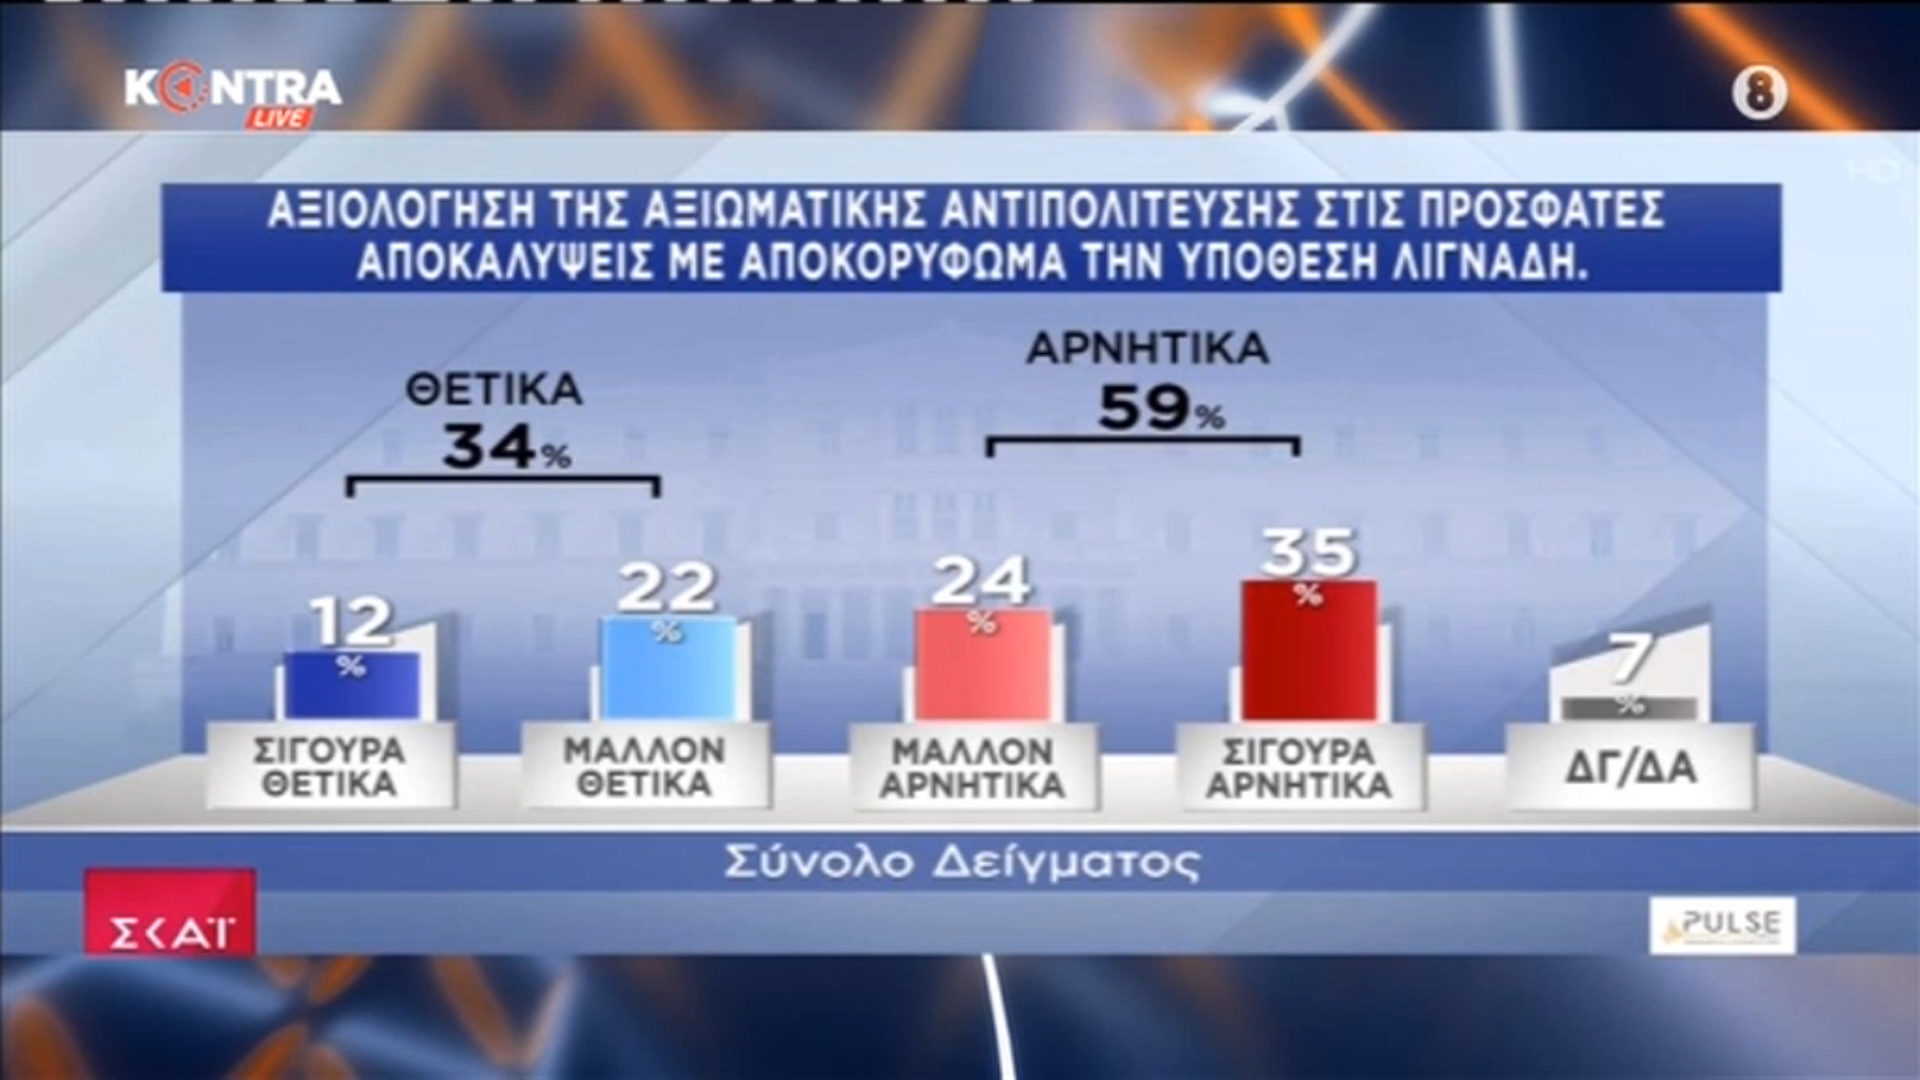 KONTRA
LIVE
8
HD
ΑΞΙΟΛΟΓΗΣΗ ΤΗΣ ΑΞΙΩΜΑΤΙΚΗΣ ΑΝΤΙΠΟΛΙΤΕΥΣΗΣ ΣΤΙΣ ΠΡΟΣΦΑΤΕΣ
ΑΠΟΚΑΛΥΨΕΙΣ ΜΕ ΑΠΟΚΟΡΥΦΩΜΑ ΤΗΝ ΥΠΟΘΕΣΗ ΛΙΓΝΑΔΗ.
ΘΕΤΙΚΑ
34%
ΑΡΝΗΤΙΚΑ
59%
12%
22%
24%
35%
7%
ΣΙΓΟΥΡΑ
ΘΕΤΙΚΑ
ΜΑΛΛΟΝ
ΘΕΤΙΚΑ
ΜΑΛΛΟΝ
ΑΡΝΗΤΙΚΑ
ΣΙΓΟΥΡΑ
ΑΡΝΗΤΙΚΑ
ΔΓ/ΔΑ
Σύνολο Δείγματος
ΣΚΑΪ
PULSE